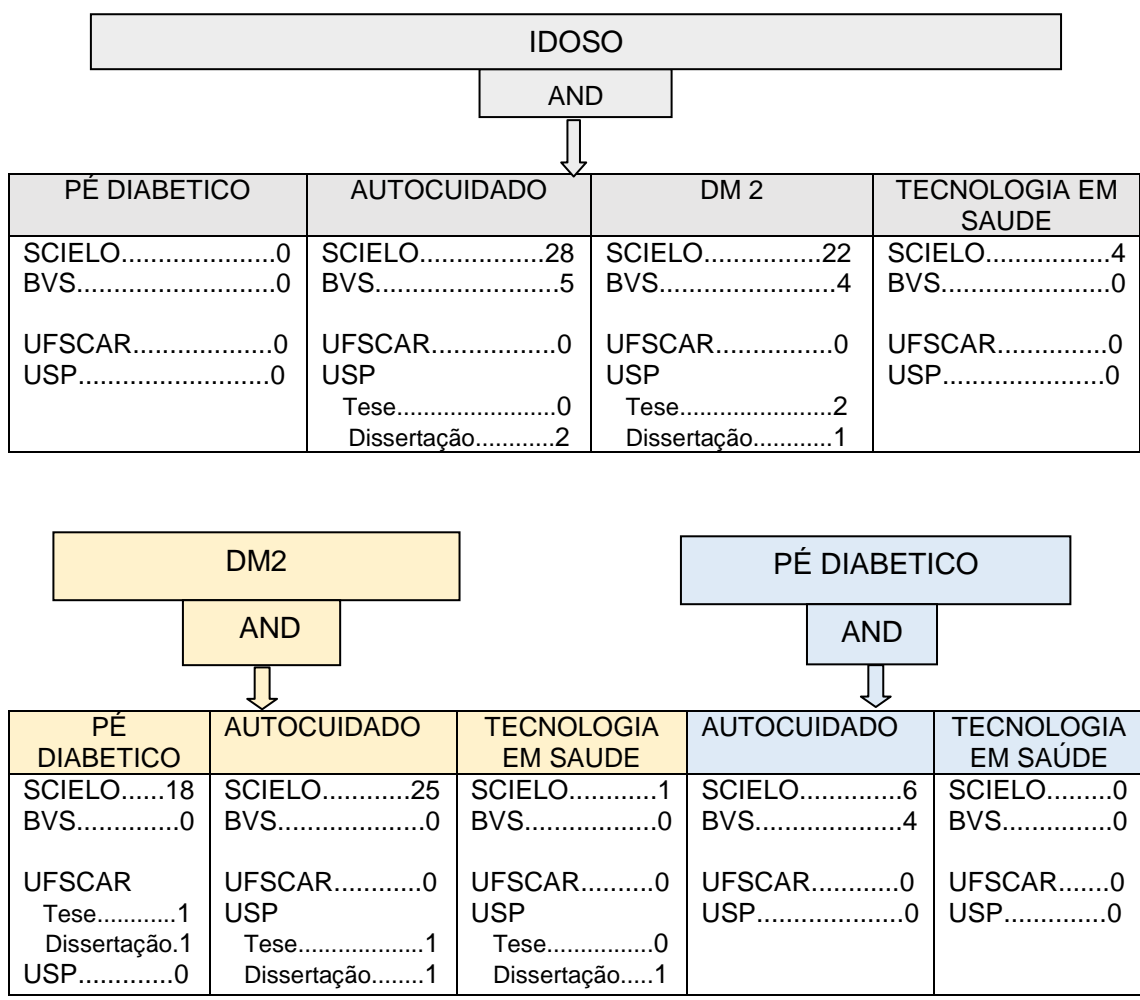 IDOSO
AND
PÉ DIABETICO
AUTOCUIDADO
DM 2
TECNOLOGIA EM
SAUDE
SCIELO......................0
BVS...........................0
UFSCAR...................0
USP..........................0
SCIELO.................28
BVS.........................5
UFSCAR.................0
USP
Tese........................0
Dissertação............2
SCIELO................22
BVS.......................4
UFSCAR................0
USP
Tese.......................2
Dissertação............1
SCIELO................4
BVS......................0
UFSCAR...............0
USP.....................0
DM2
AND
PÉ DIABETICO
AND
PÉ
DIABETICO
AUTOCUIDADO
TECNOLOGIA
EM SAUDE
AUTOCUIDADO
TECNOLOGIA
EM SAÚDE
SCIELO......18
BVS.............0
UFSCAR
Tese............1
Dissertação.1
USP.............0
SCIELO............25
BVS....................0
UFSCAR............0
USP
Tese...................1
Dissertação........1
SCIELO............1
BVS.................0
UFSCAR..........0
USP
Tese................0
Dissertação.....1
SCIELO..............6
BVS....................4
UFSCAR............0
USP....................0
SCIELO.........0
BVS..............0
UFSCAR.......0
USP.............0